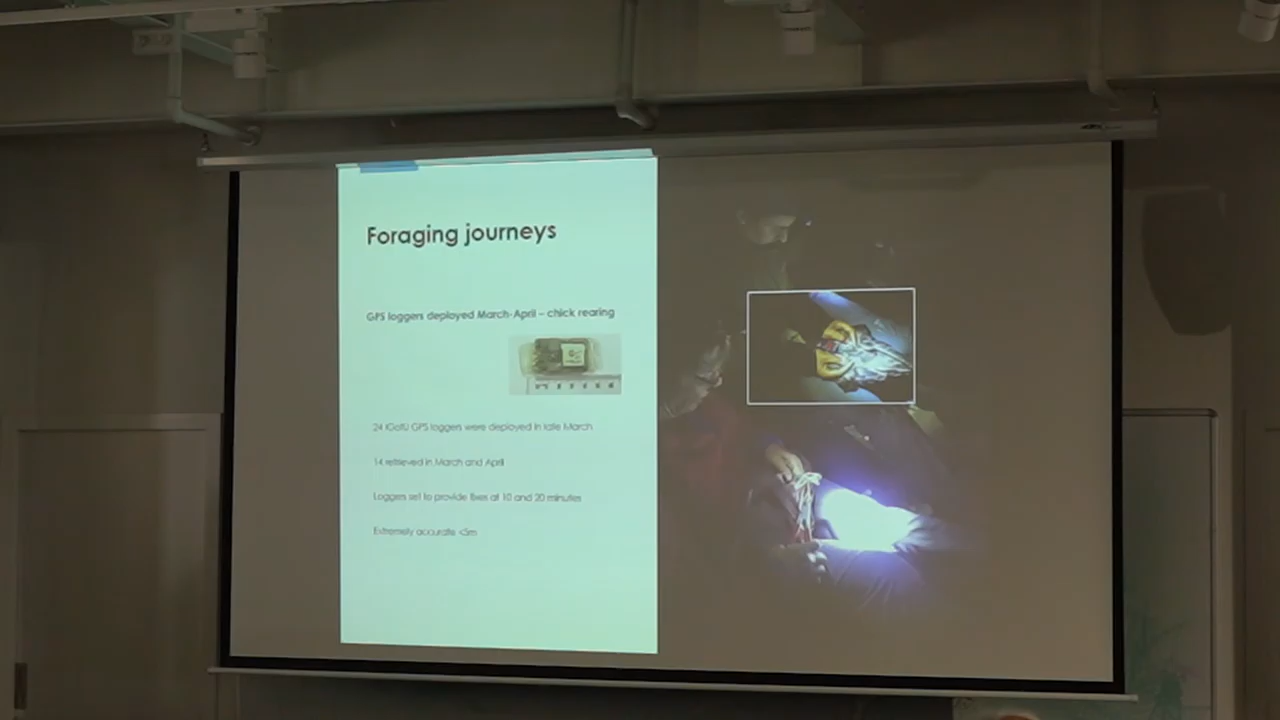 Foraging journeys
GPS loggers deployed March-April – chick rearing
24 iGotU GPS loggers were deployed in late March
14 retrieved in March and April
Loggers set to provide fixes at 10 and 20 minutes
Extremely accurate <5m